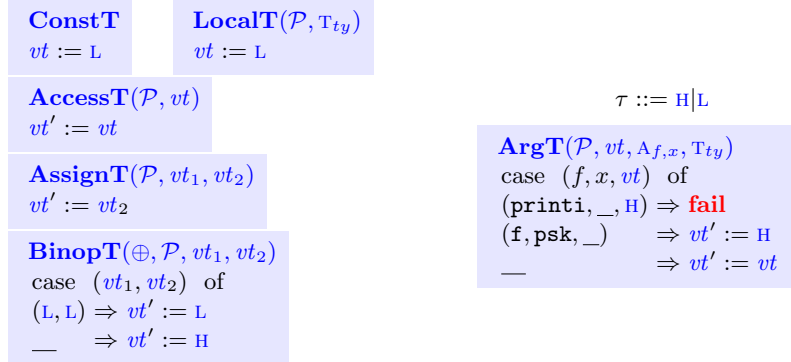 ConstT
vt := L
LocalT(𝒫, T_ty)
vt := L
AccessT(𝒫, vt)
vt′ := vt
AssignT(𝒫, vt₁, vt₂)
vt′ := vt₂
BinopT(⊕, 𝒫, vt₁, vt₂)
case (vt₁, vt₂) of
(L, L) ⇒ vt′ := L
_ ⇒ vt′ := H
τ ::= H|L
ArgT(𝒫, vt, A_f,x, T_ty)
case (f, x, vt) of
(printi, _, H) ⇒ fail
(f, psk, _) ⇒ vt′ := H
_ ⇒ vt′ := vt